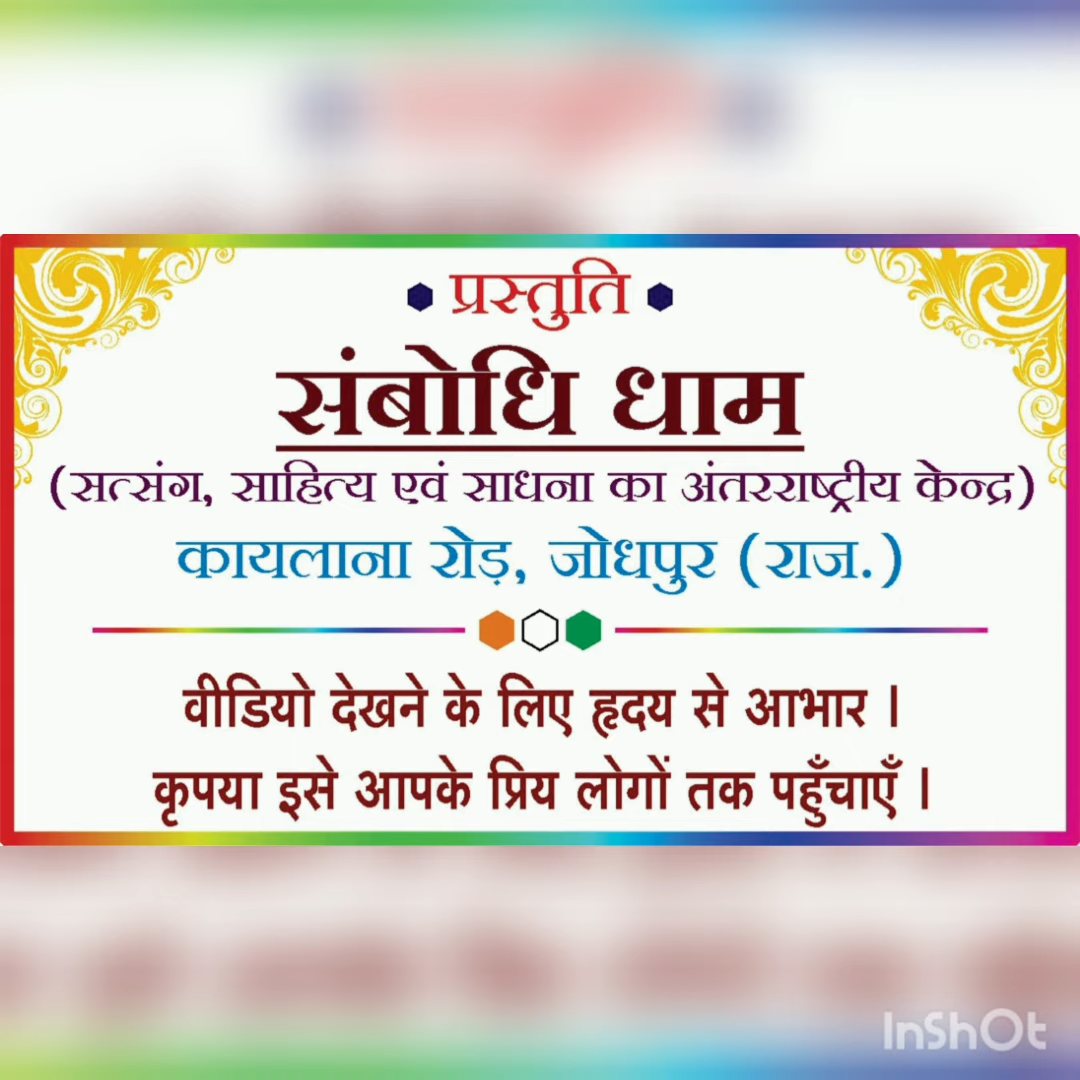 प्रस्तुति
संबोधि धाम
(सत्संग, साहित्य एवं साधना का अंतरराष्ट्रीय केन्द्र)
कायलाना रोड़, जोधपुर (राज.)
वीडियो देखने के लिए हृदय से आभार ।
कृपया इसे आपके प्रिय लोगों तक पहुँचाएँ ।
InShOt